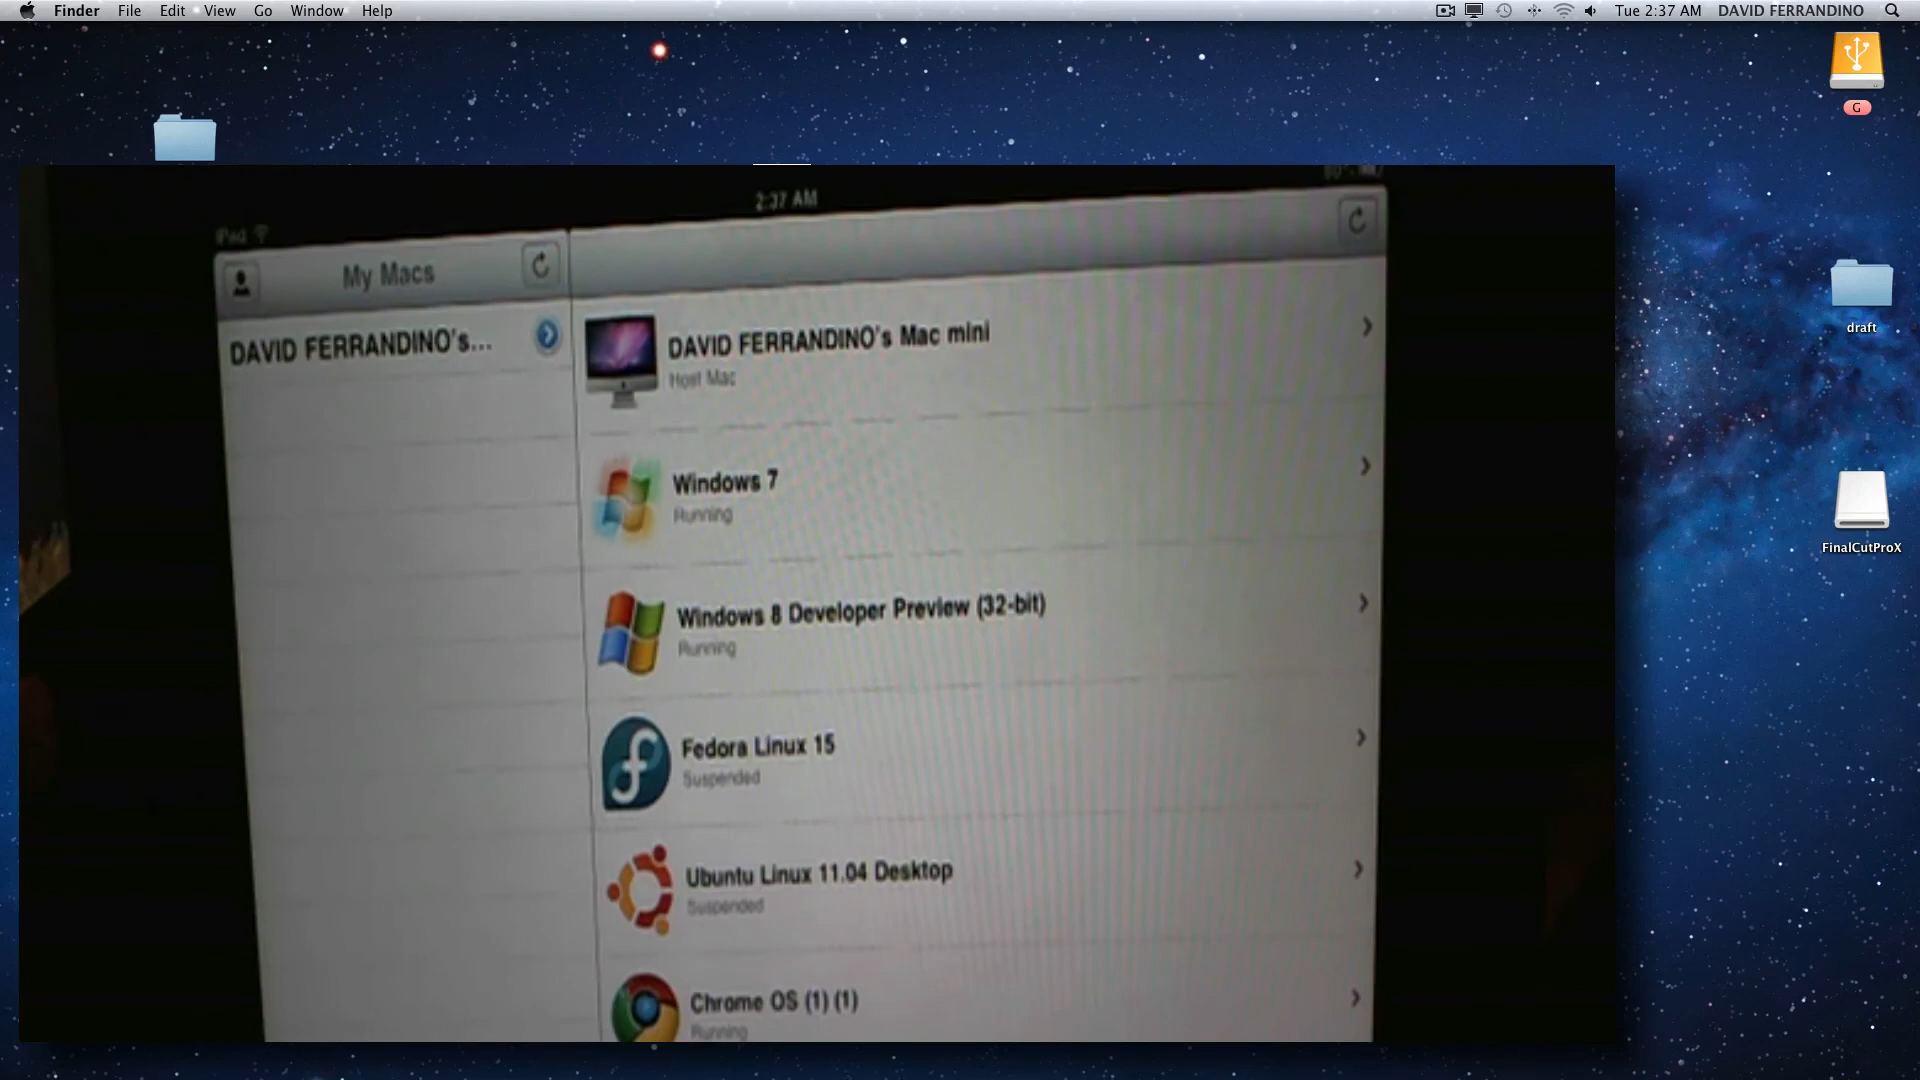 Finder File Edit View Go Window Help
Tue 2:37 AM DAVID FERRANDINO
G
2:37 AM
iPad
My Macs
DAVID FERRANDINO's...
DAVID FERRANDINO's Mac mini
Host Mac
Windows 7
Running
Windows 8 Developer Preview (32-bit)
Running
Fedora Linux 15
Suspended
Ubuntu Linux 11.04 Desktop
Suspended
Chrome OS (1) (1)
Running
draft
FinalCutProX